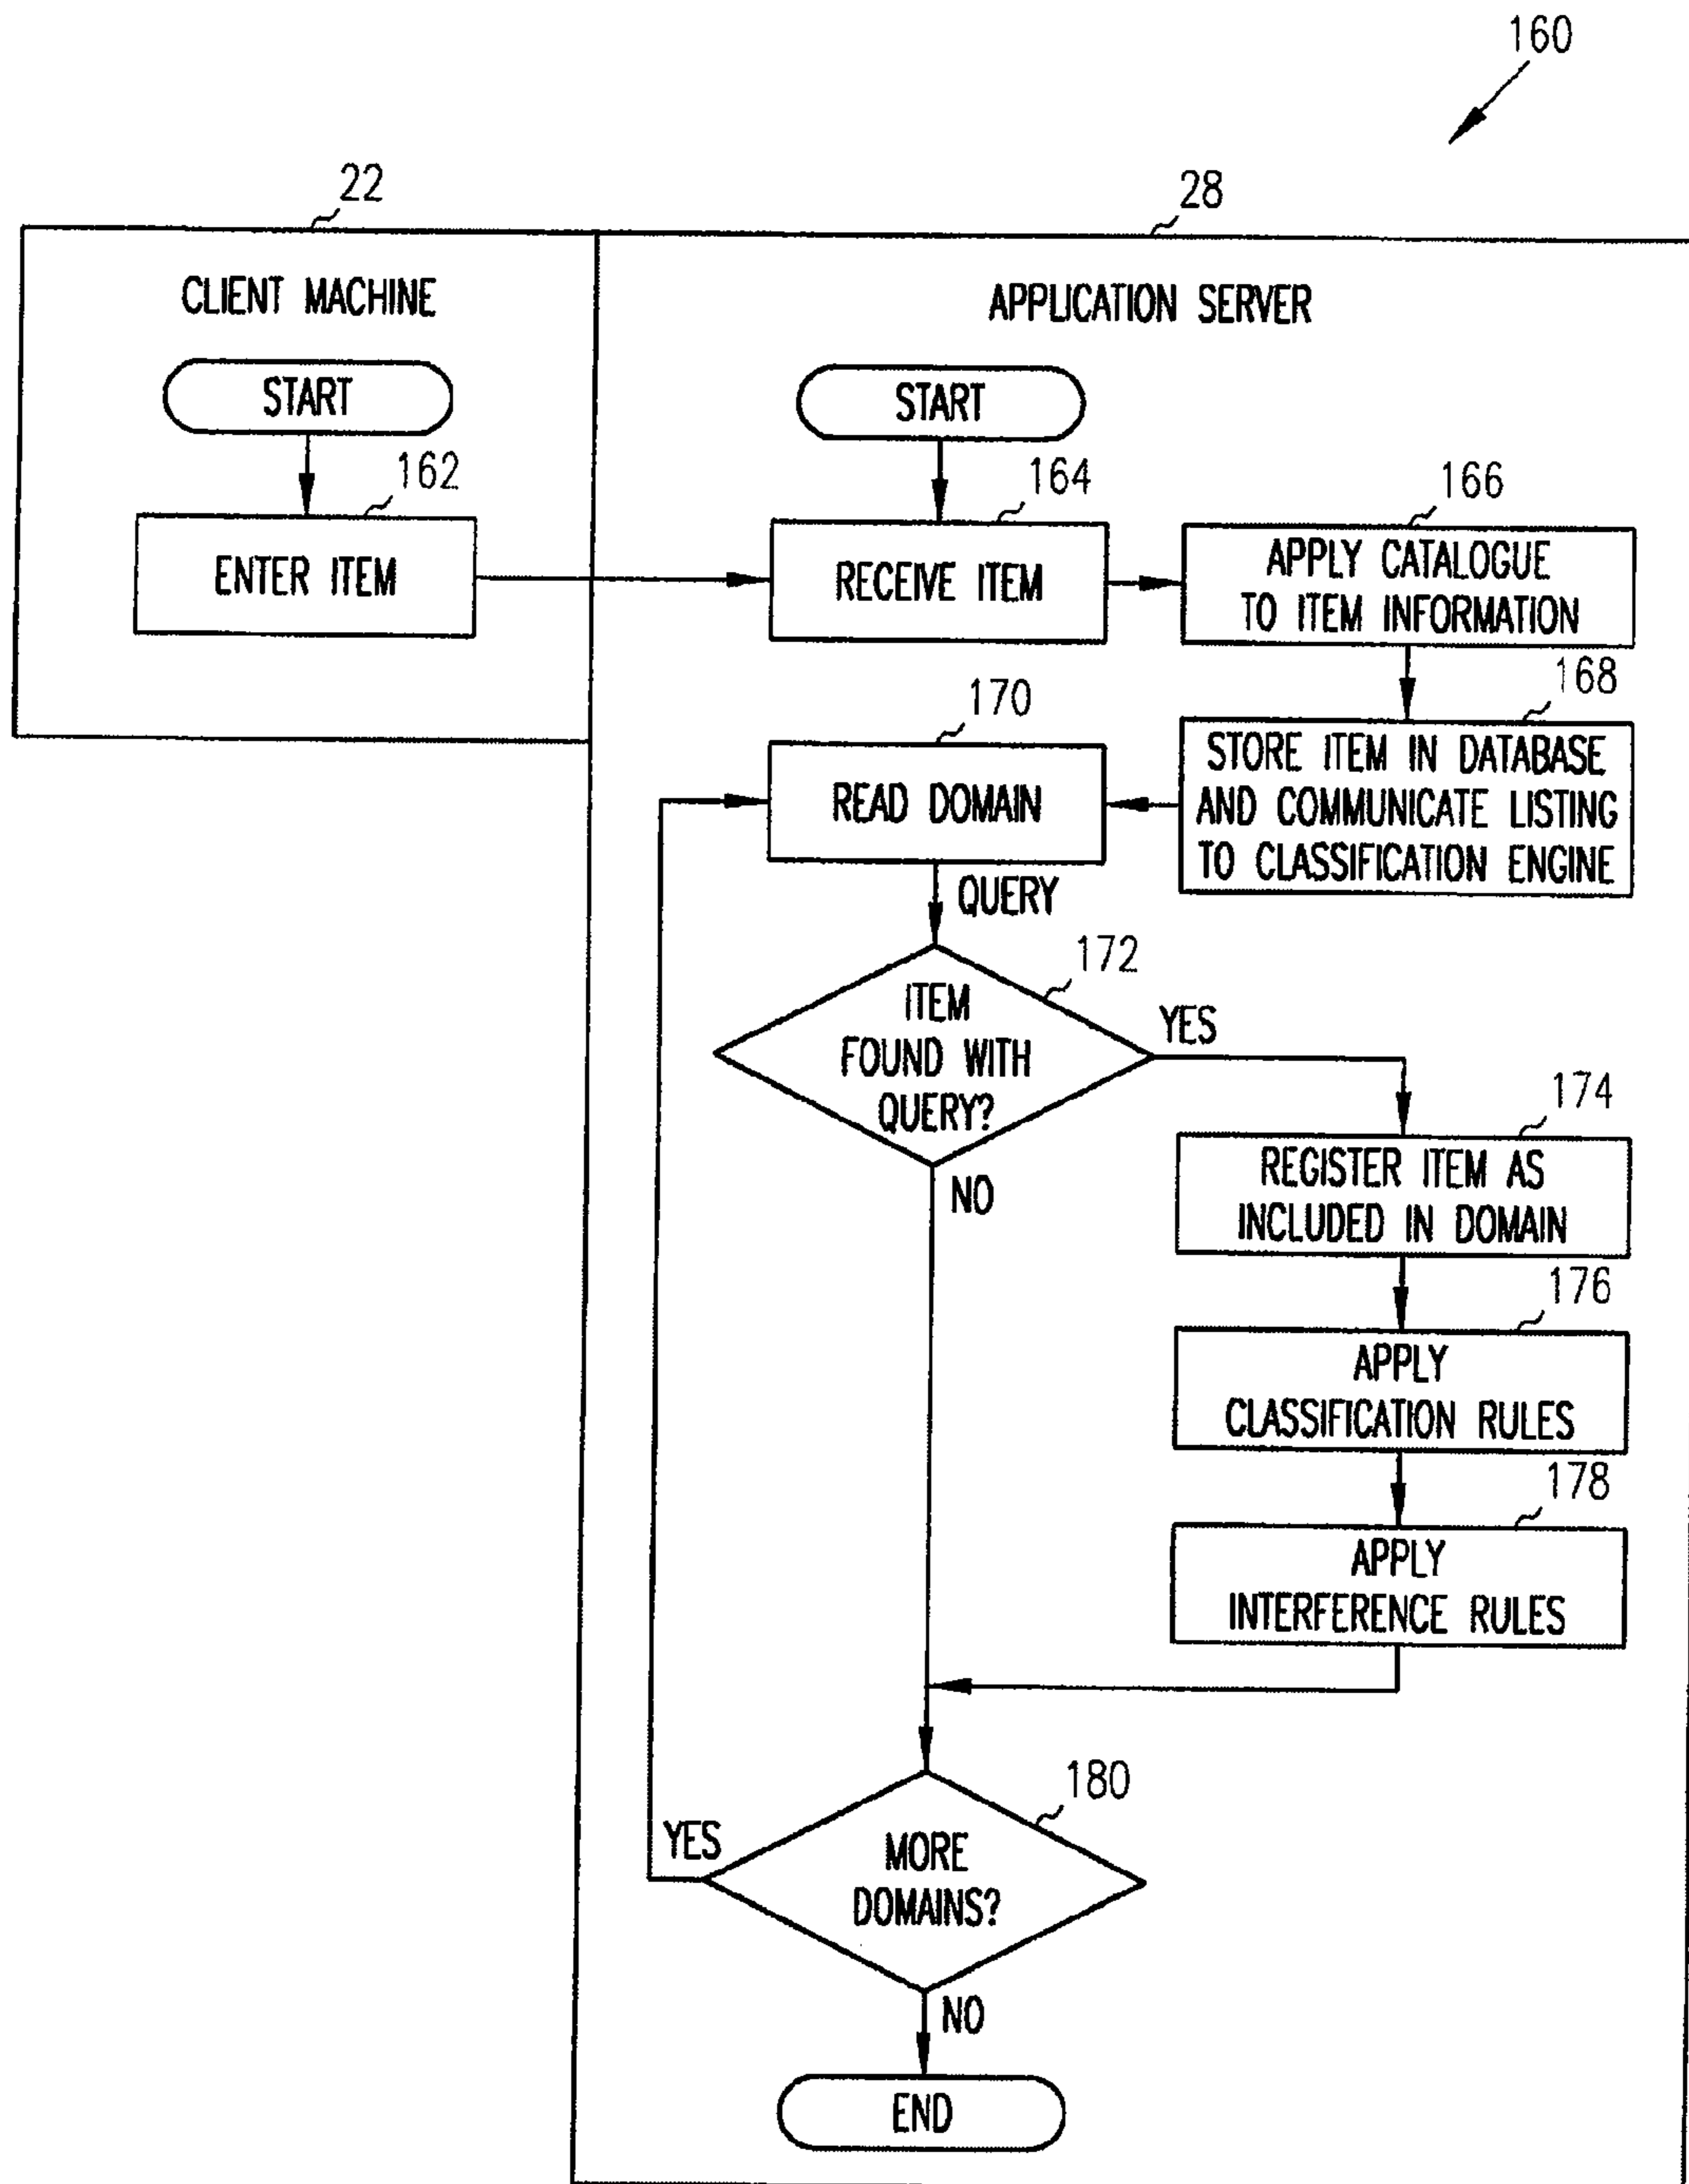 160
22
28
CLIENT MACHINE
APPLICATION SERVER
START
START
162
164
166
ENTER ITEM
RECEIVE ITEM
APPLY CATALOGUE
TO ITEM INFORMATION
168
170
READ DOMAIN
STORE ITEM IN DATABASE
AND COMMUNICATE LISTING
TO CLASSIFICATION ENGINE
QUERY
172
ITEM
FOUND WITH
QUERY?
YES
NO
174
REGISTER ITEM AS
INCLUDED IN DOMAIN
176
APPLY
CLASSIFICATION RULES
178
APPLY
INTERFERENCE RULES
180
YES
MORE
DOMAINS?
NO
END